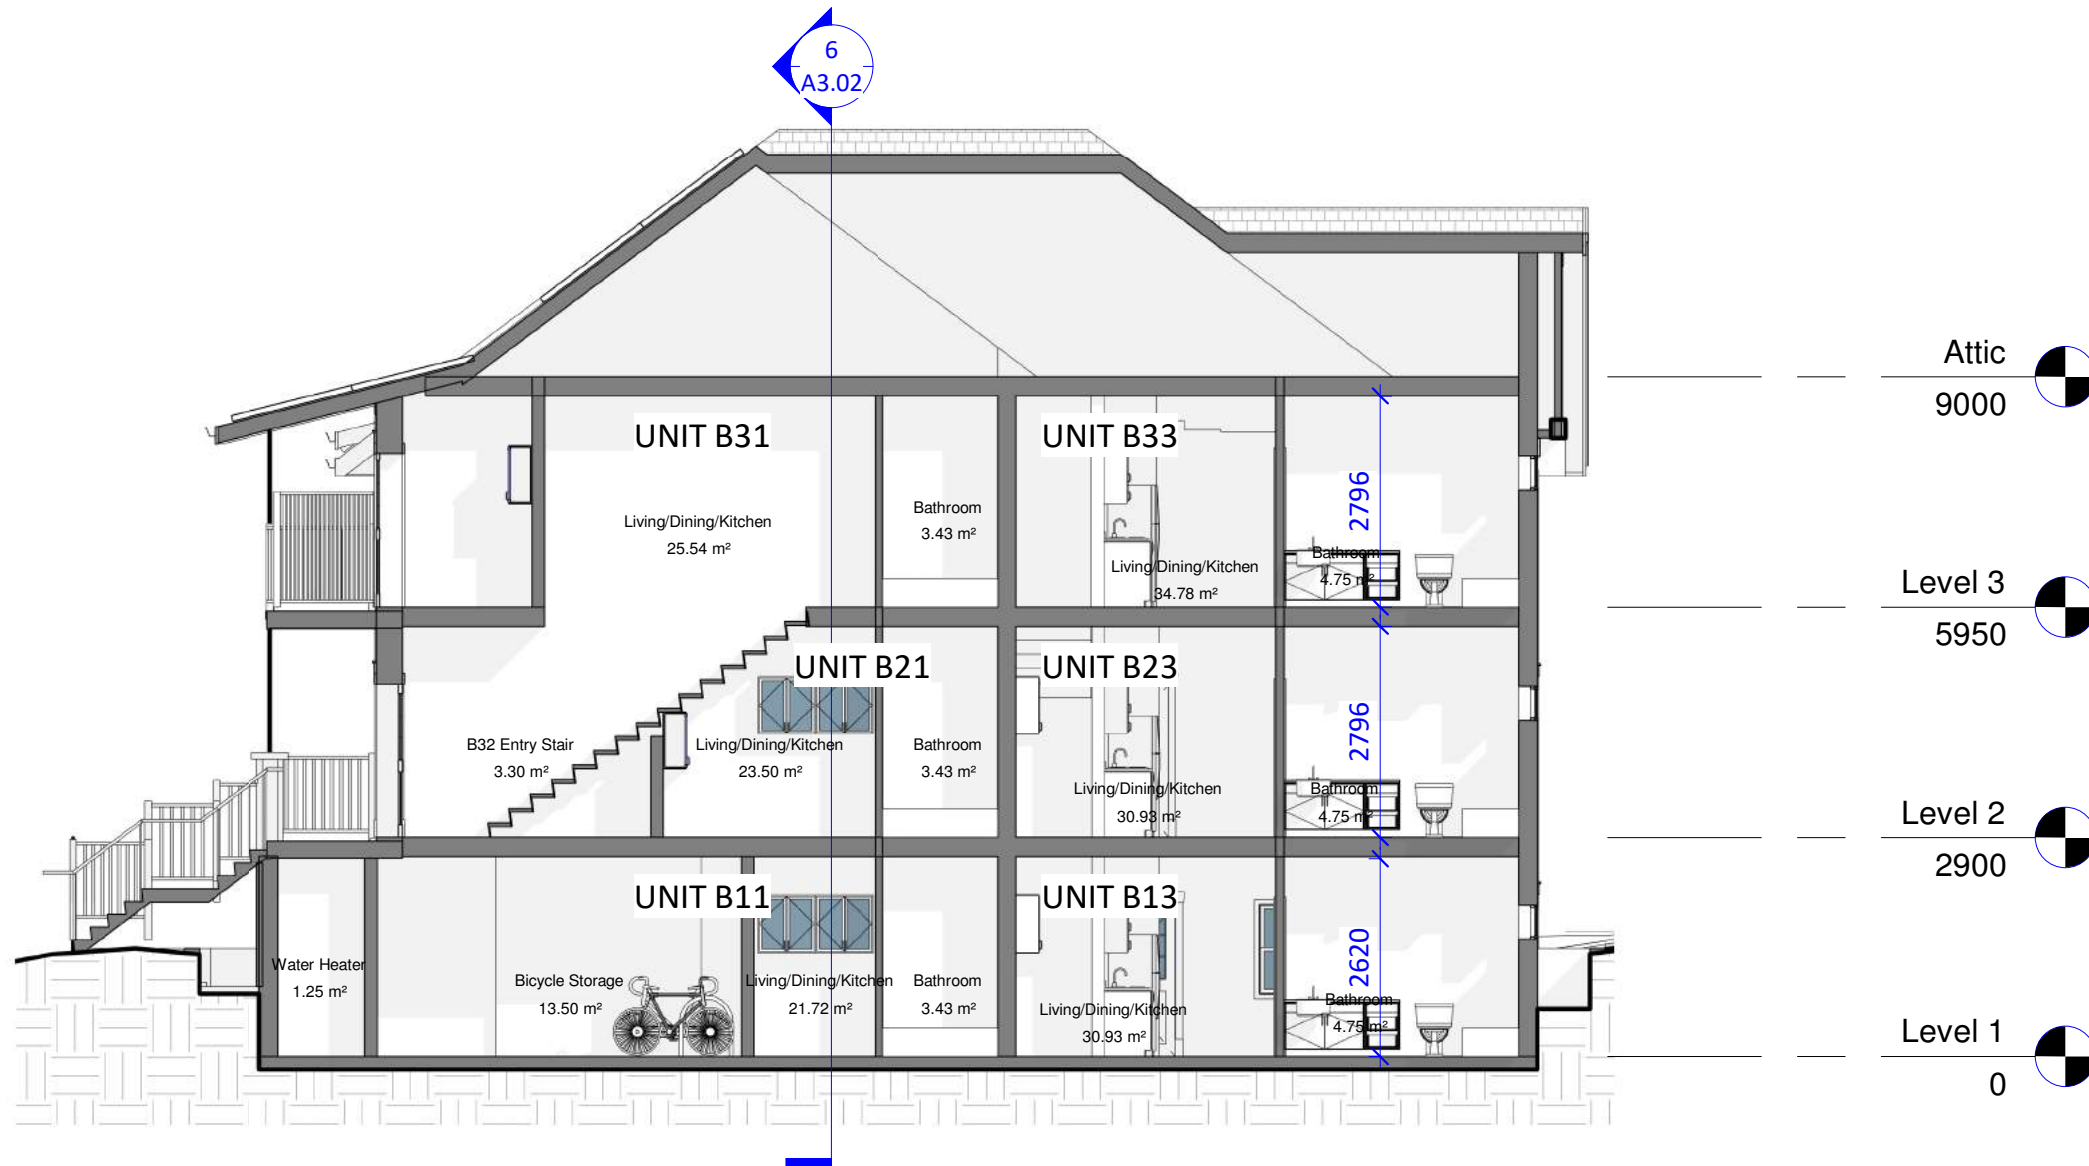 6
A3.02
Attic
9000
UNIT B31
UNIT B33
2796
Living/Dining/Kitchen
25.54 m²
Bathroom
3.43 m²
Living/Dining/Kitchen
34.78 m²
Bathroom
4.75 m²
Level 3
5950
UNIT B21
UNIT B23
2796
B32 Entry Stair
3.30 m²
Living/Dining/Kitchen
23.50 m²
Bathroom
3.43 m²
Living/Dining/Kitchen
30.93 m²
Bathroom
4.75 m²
Level 2
2900
UNIT B11
UNIT B13
2620
Water Heater
1.25 m²
Bicycle Storage
13.50 m²
Living/Dining/Kitchen
21.72 m²
Bathroom
3.43 m²
Living/Dining/Kitchen
30.93 m²
Bathroom
4.75 m²
Level 1
0